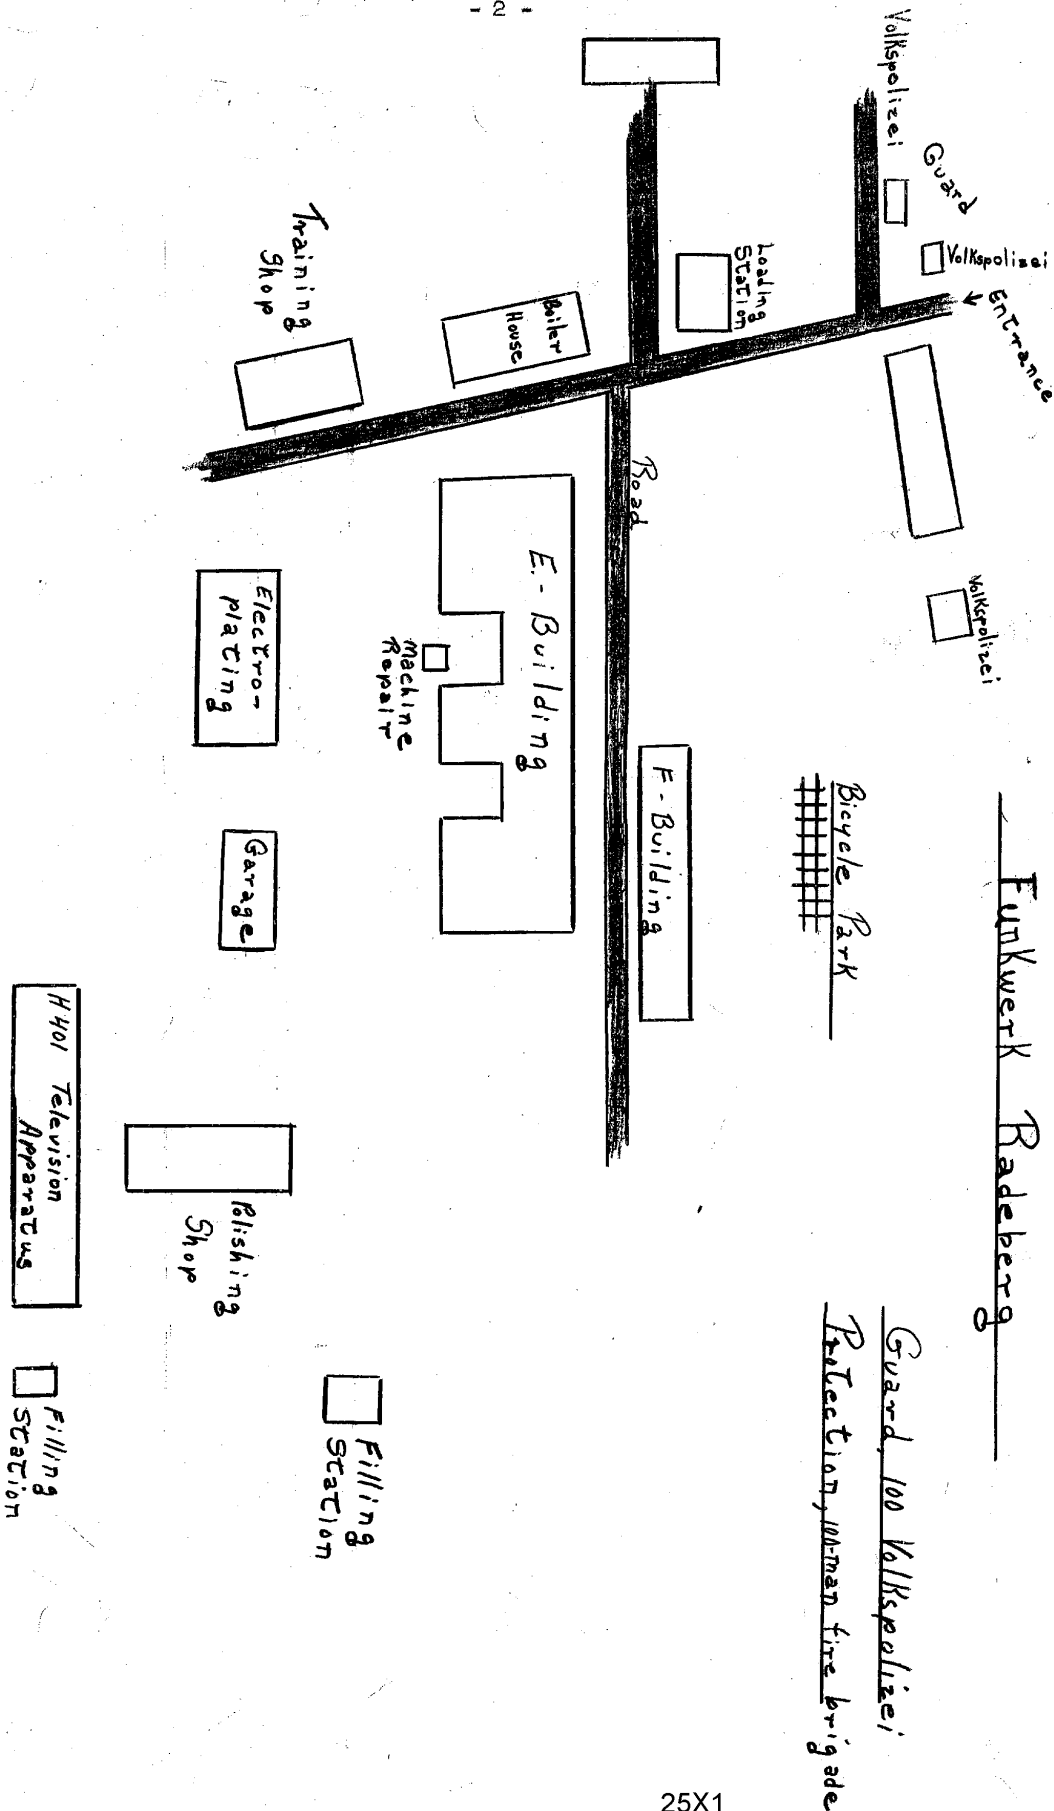 - 2 -
Funkwerk Radeberg
Guard, 100 Volkspolizei
Protection, 100-man fire brigade
Volkspolizei
Guard
Volkspolizei
Entrance
Volkspolizei
Bicycle Park
Loading
Station
Road
F - Building
Boiler
House
E. - Building
Machine
Repair
Training
Shop
Electro-
plating
Garage
Polishing
Shop
Filling
Station
H401 Television
Apparatus
Filling
Station
25X1